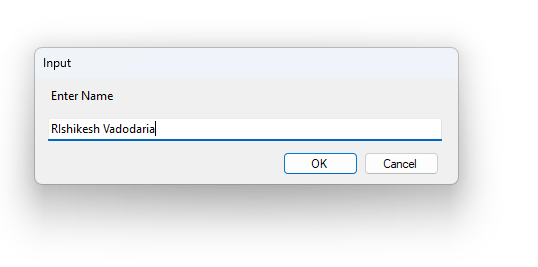 Input
Enter Name
RIshikesh Vadodaria
OK
Cancel